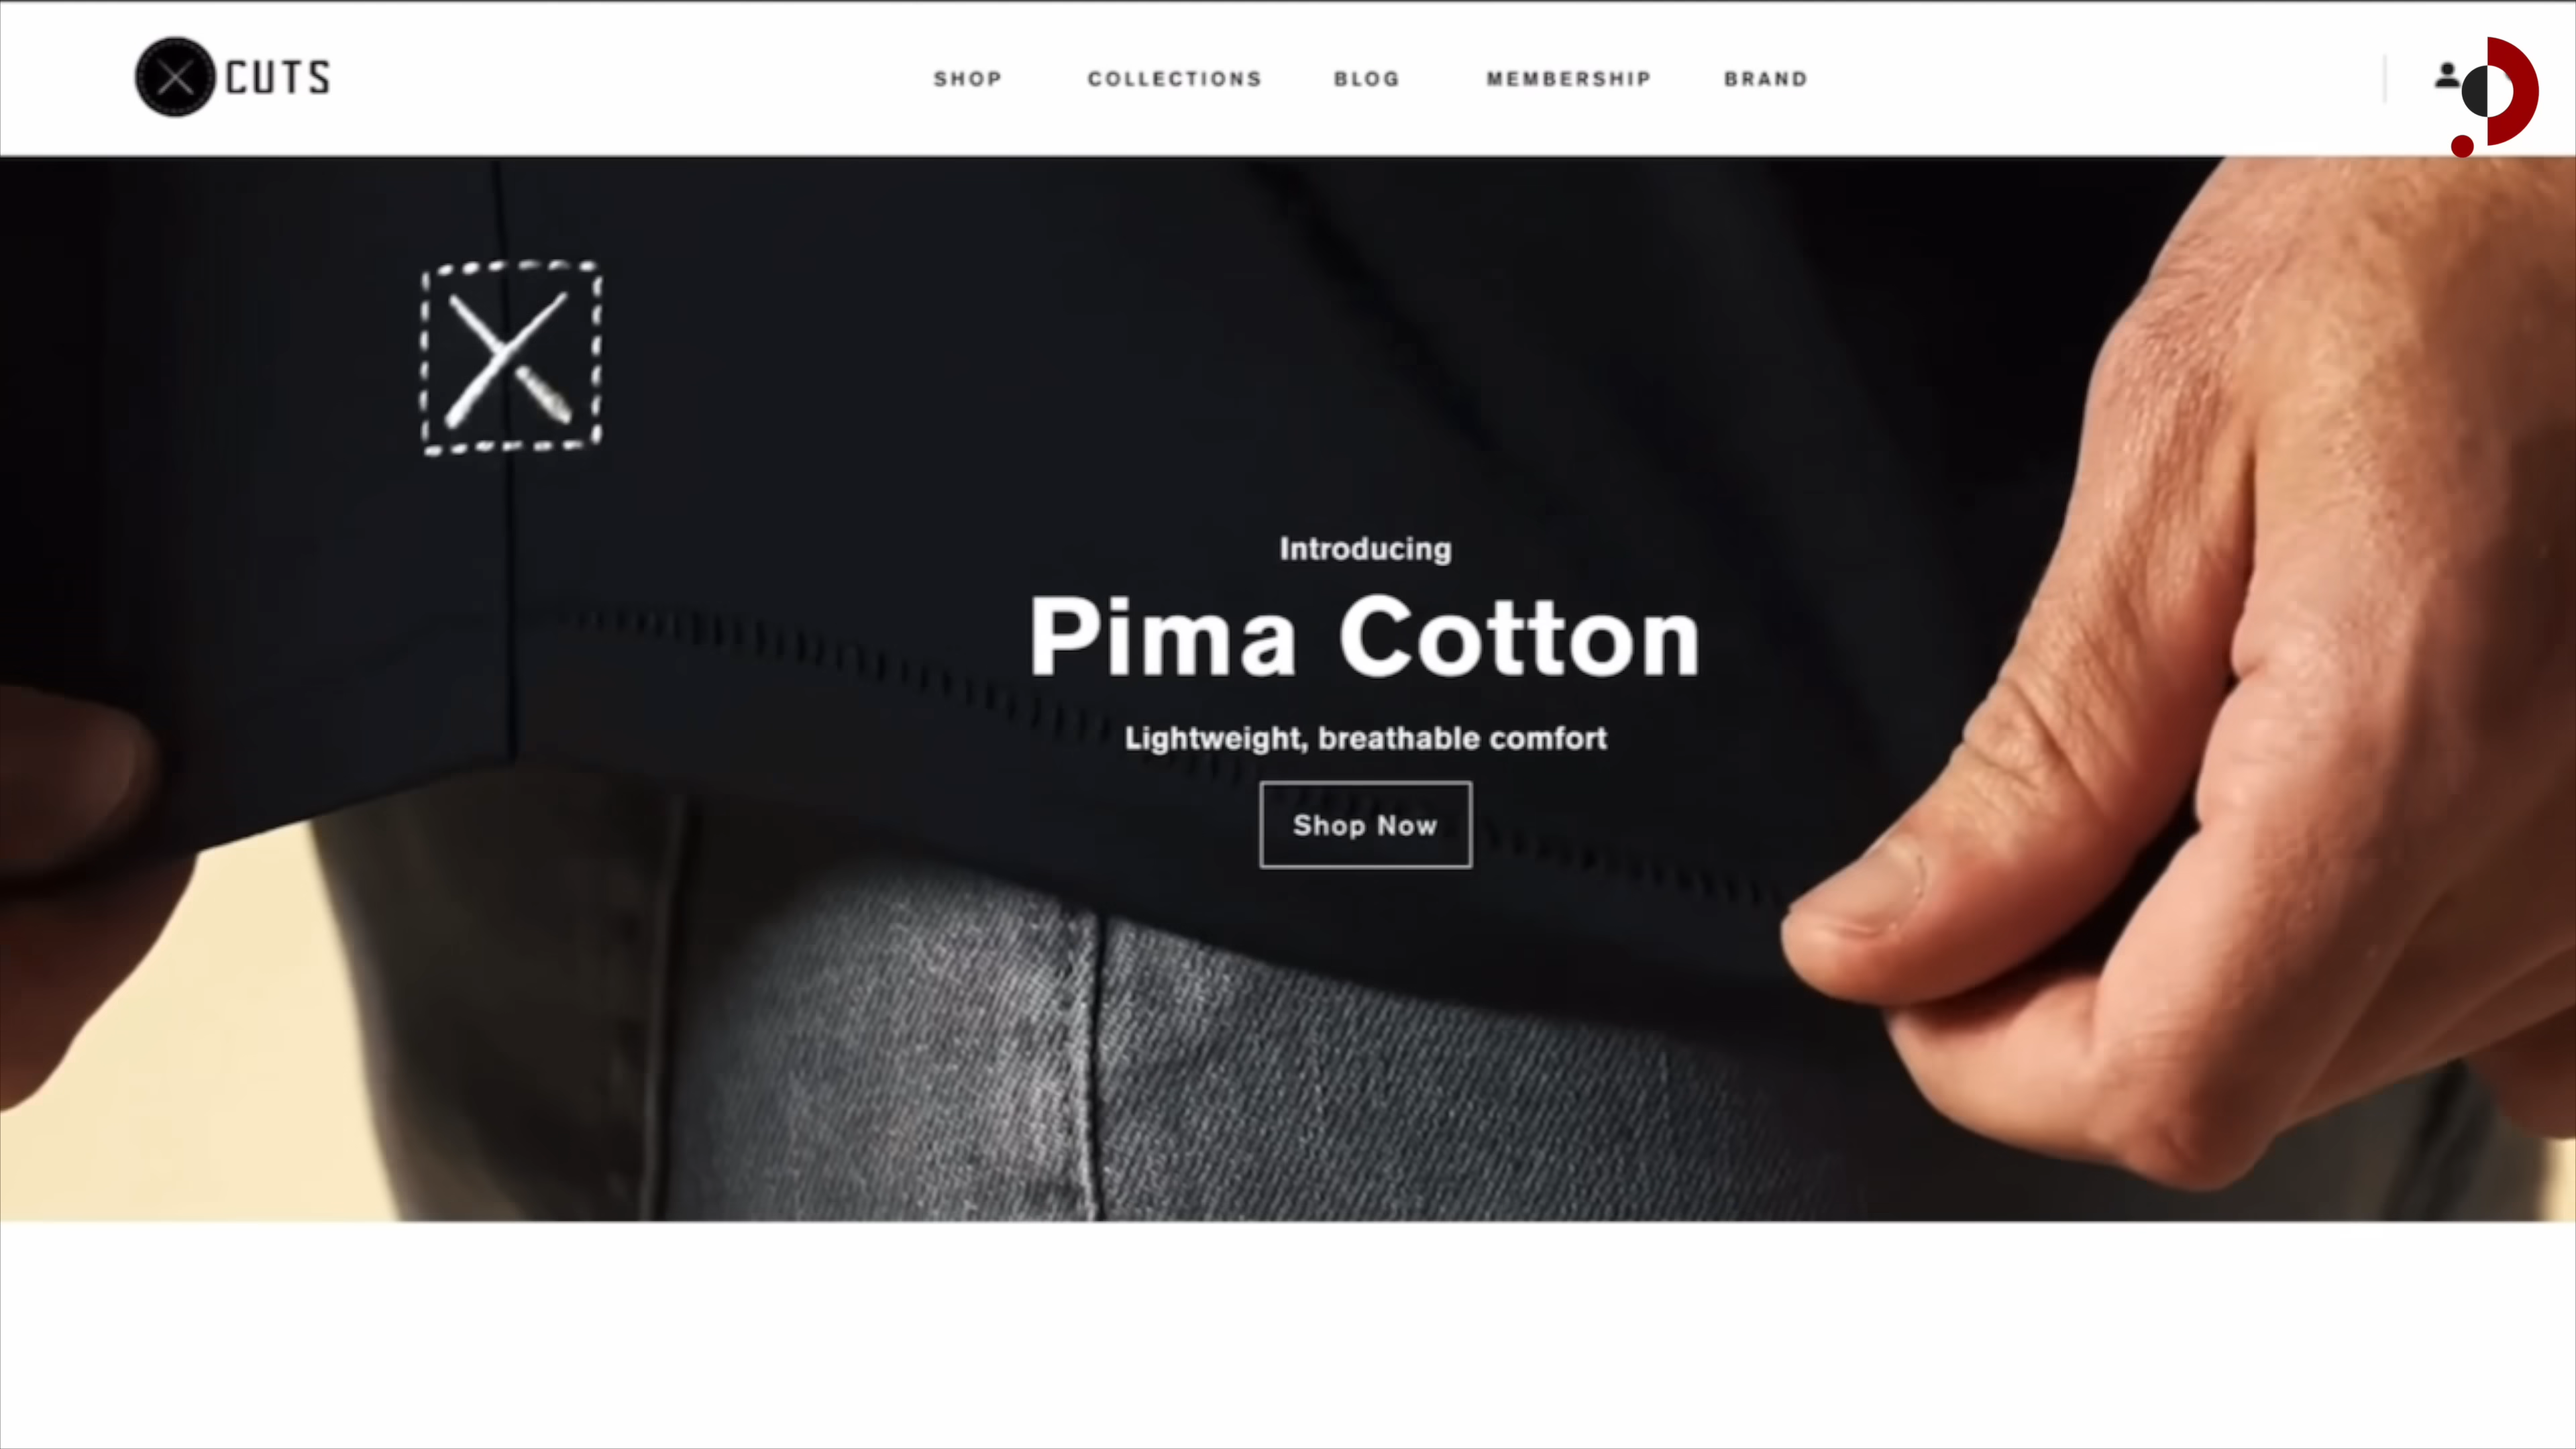 CUTS
SHOP COLLECTIONS BLOG MEMBERSHIP BRAND
Introducing
Pima Cotton
Lightweight, breathable comfort
Shop Now